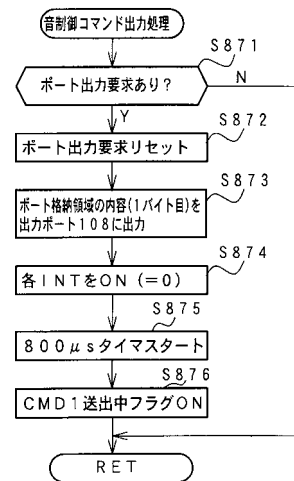 音制御コマンド出力処理
S871
ポート出力要求あり?
N
Y
S872
ポート出力要求リセット
S873
ポート格納領域の内容(1バイト目)を
出力ポート108に出力
S874
各INTをON(=0)
S875
800μsタイマスタート
S876
CMD1送出中フラグON
RET